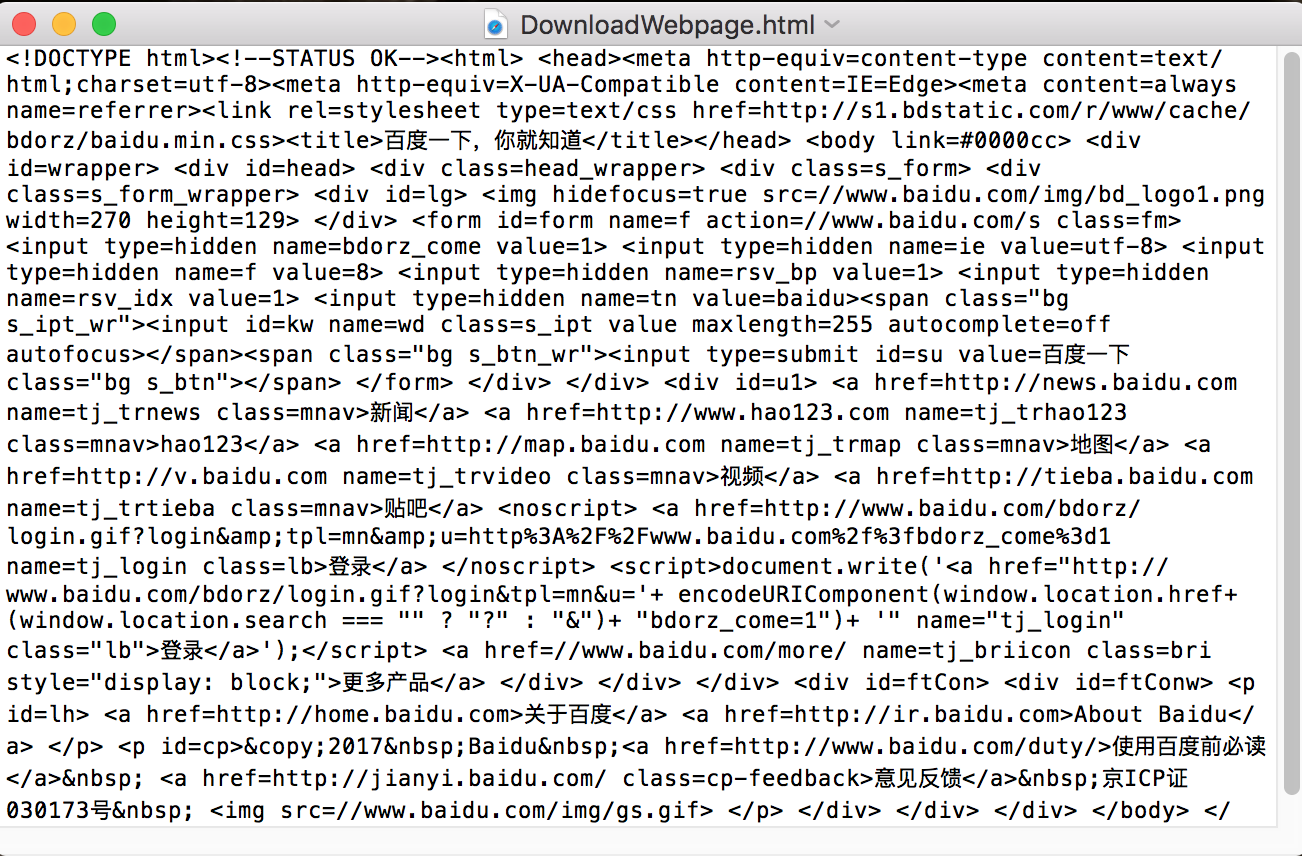 DownloadWebpage.html
<!DOCTYPE html><!--STATUS OK--><html> <head><meta http-equiv=content-type content=text/
html;charset=utf-8><meta http-equiv=X-UA-Compatible content=IE=Edge><meta content=always
name=referrer><link rel=stylesheet type=text/css href=http://s1.bdstatic.com/r/www/cache/
bdorz/baidu.min.css><title>百度一下，你就知道</title></head> <body link=#0000cc> <div
id=wrapper> <div id=head> <div class=head_wrapper> <div class=s_form> <div
class=s_form_wrapper> <div id=lg> <img hidefocus=true src=//www.baidu.com/img/bd_logo1.png
width=270 height=129> </div> <form id=form name=f action=//www.baidu.com/s class=fm>
<input type=hidden name=bdorz_come value=1> <input type=hidden name=ie value=utf-8> <input
type=hidden name=f value=8> <input type=hidden name=rsv_bp value=1> <input type=hidden
name=rsv_idx value=1> <input type=hidden name=tn value=baidu><span class="bg
s_ipt_wr"><input id=kw name=wd class=s_ipt value maxlength=255 autocomplete=off
autofocus></span><span class="bg s_btn_wr"><input type=submit id=su value=百度一下
class="bg s_btn"></span> </form> </div> </div> <div id=u1> <a href=http://news.baidu.com
name=tj_trnews class=mnav>新闻</a> <a href=http://www.hao123.com name=tj_trhao123
class=mnav>hao123</a> <a href=http://map.baidu.com name=tj_trmap class=mnav>地图</a> <a
href=http://v.baidu.com name=tj_trvideo class=mnav>视频</a> <a href=http://tieba.baidu.com
name=tj_trtieba class=mnav>贴吧</a> <noscript> <a href=http://www.baidu.com/bdorz/
login.gif?login&amp;tpl=mn&amp;u=http%3A%2F%2Fwww.baidu.com%2f%3fbdorz_come%3d1
name=tj_login class=lb>登录</a> </noscript> <script>document.write('<a href="http://
www.baidu.com/bdorz/login.gif?login&tpl=mn&u='+ encodeURIComponent(window.location.href+
(window.location.search === "" ? "?" : "&")+ "bdorz_come=1")+ '" name="tj_login"
class="lb">登录</a>');</script> <a href=//www.baidu.com/more/ name=tj_briicon class=bri
style="display: block;">更多产品</a> </div> </div> </div> <div id=ftCon> <div id=ftConw> <p
id=lh> <a href=http://home.baidu.com>关于百度</a> <a href=http://ir.baidu.com>About Baidu</
a> </p> <p id=cp>&copy;2017&nbsp;Baidu&nbsp;<a href=http://www.baidu.com/duty/>使用百度前必读
</a>&nbsp; <a href=http://jianyi.baidu.com/ class=cp-feedback>意见反馈</a>&nbsp;京ICP证
030173号&nbsp; <img src=//www.baidu.com/img/gs.gif> </p> </div> </div> </div> </body> </